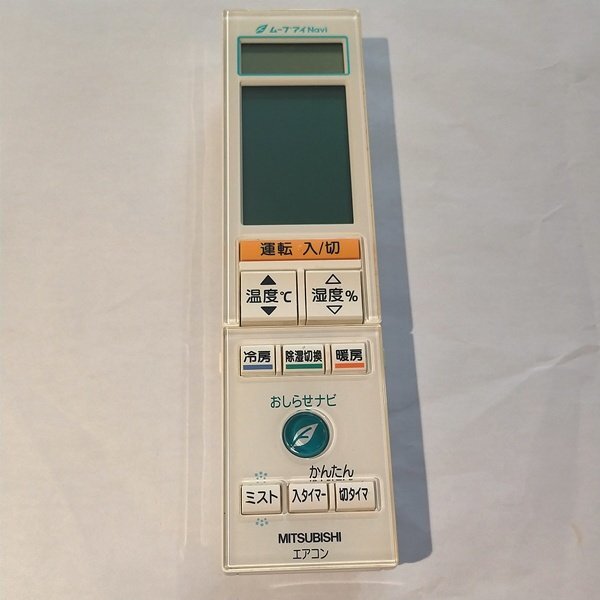 ムーブアイNavi
運転 入/切
温度℃ 湿度%
冷房 除湿切換 暖房
おしらせナビ
かんたん
ミスト 入タイマー 切タイマ
MITSUBISHI
エアコン